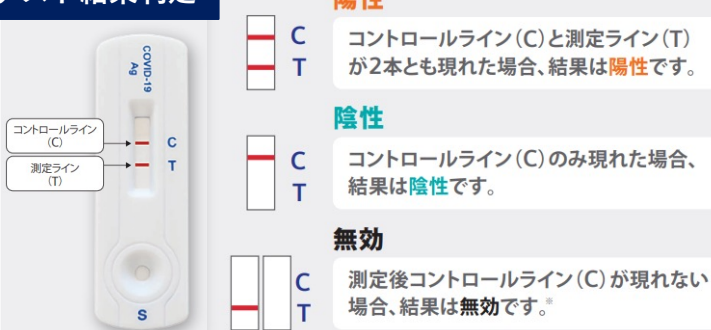 テスト結果判定
陽性
C
T
コントロールライン(C)と測定ライン(T)
が2本とも現れた場合、結果は陽性です。
COVID-19
Ag
コントロールライン
(C)
測定ライン
(T)
C
T
S
陰性
C
T
コントロールライン(C)のみ現れた場合、
結果は陰性です。
無効
C
T
測定後コントロールライン(C)が現れない
場合、結果は無効です。※